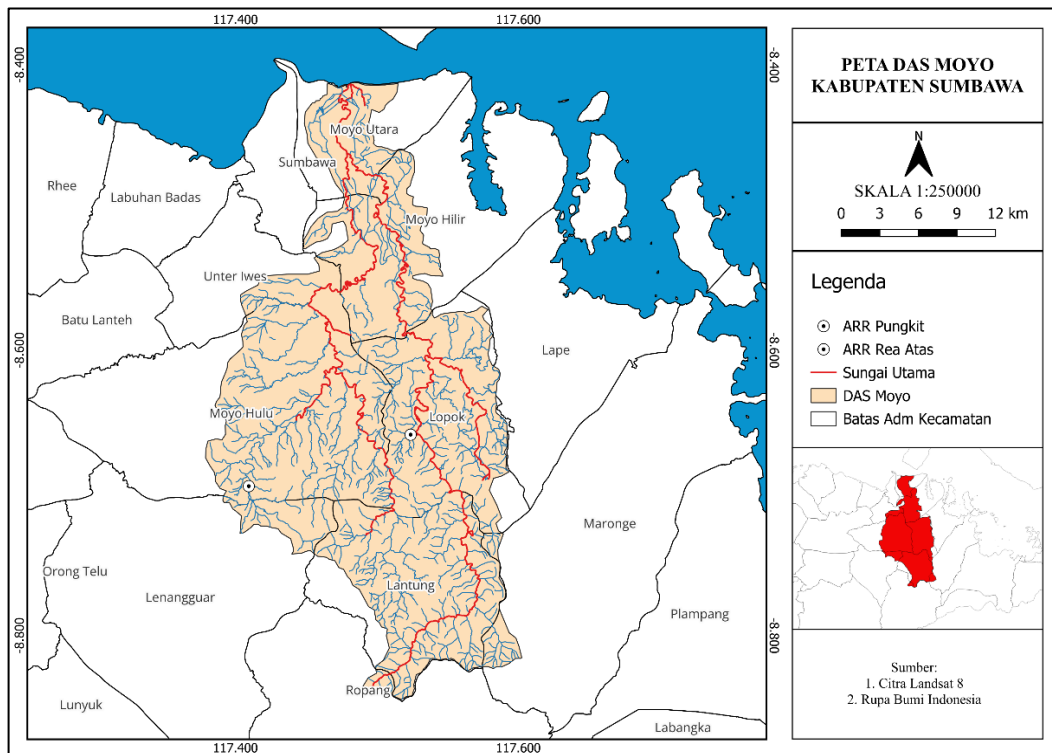 117.400
117.600
-8.400
-8.400
Moyo Utara
Sumbawa
Rhee
Labuhan Badas
Moyo Hilir
Unter Iwes
Batu Lanteh
-8.600
-8.600
Lape
Moyo Hulu
Lopok
Maronge
Orong Telu
Lenangguar
Lantung
Plampang
-8.800
-8.800
Ropang
Lunyuk
Labangka
117.400
117.600
PETA DAS MOYO
KABUPATEN SUMBAWA
N
SKALA 1:250000
0 3 6 9 12 km
Legenda
ARR Pungkit
ARR Rea Atas
Sungai Utama
DAS Moyo
Batas Adm Kecamatan
Sumber:
1. Citra Landsat 8
2. Rupa Bumi Indonesia